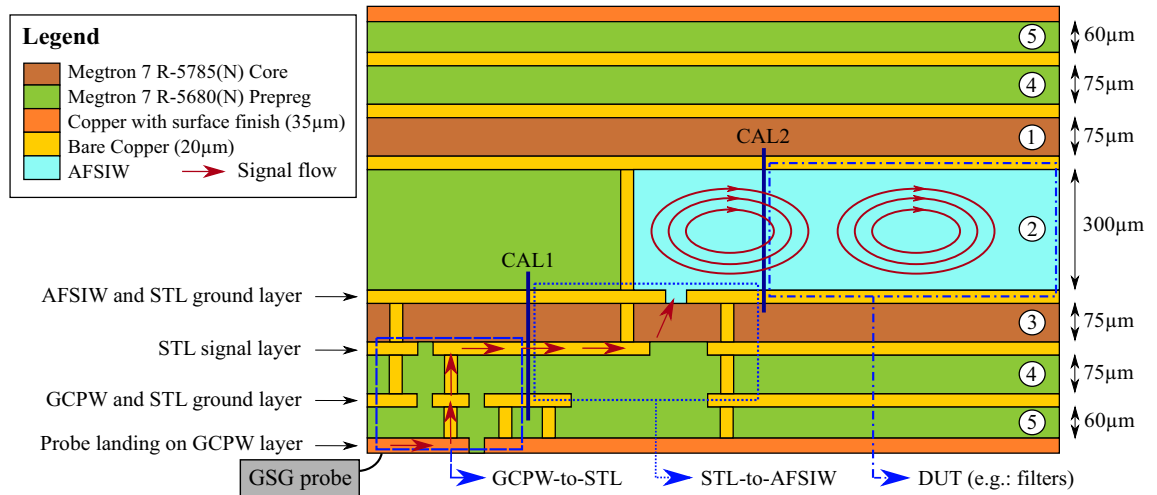 Legend
Megtron 7 R-5785(N) Core
Megtron 7 R-5680(N) Prepreg
Copper with surface finish (35µm)
Bare Copper (20µm)
AFSIW
Signal flow
5
60µm
4
75µm
1
75µm
CAL2
2
300µm
CAL1
AFSIW and STL ground layer
3
75µm
STL signal layer
4
75µm
GCPW and STL ground layer
5
60µm
Probe landing on GCPW layer
GSG probe
GCPW-to-STL
STL-to-AFSIW
DUT (e.g.: filters)